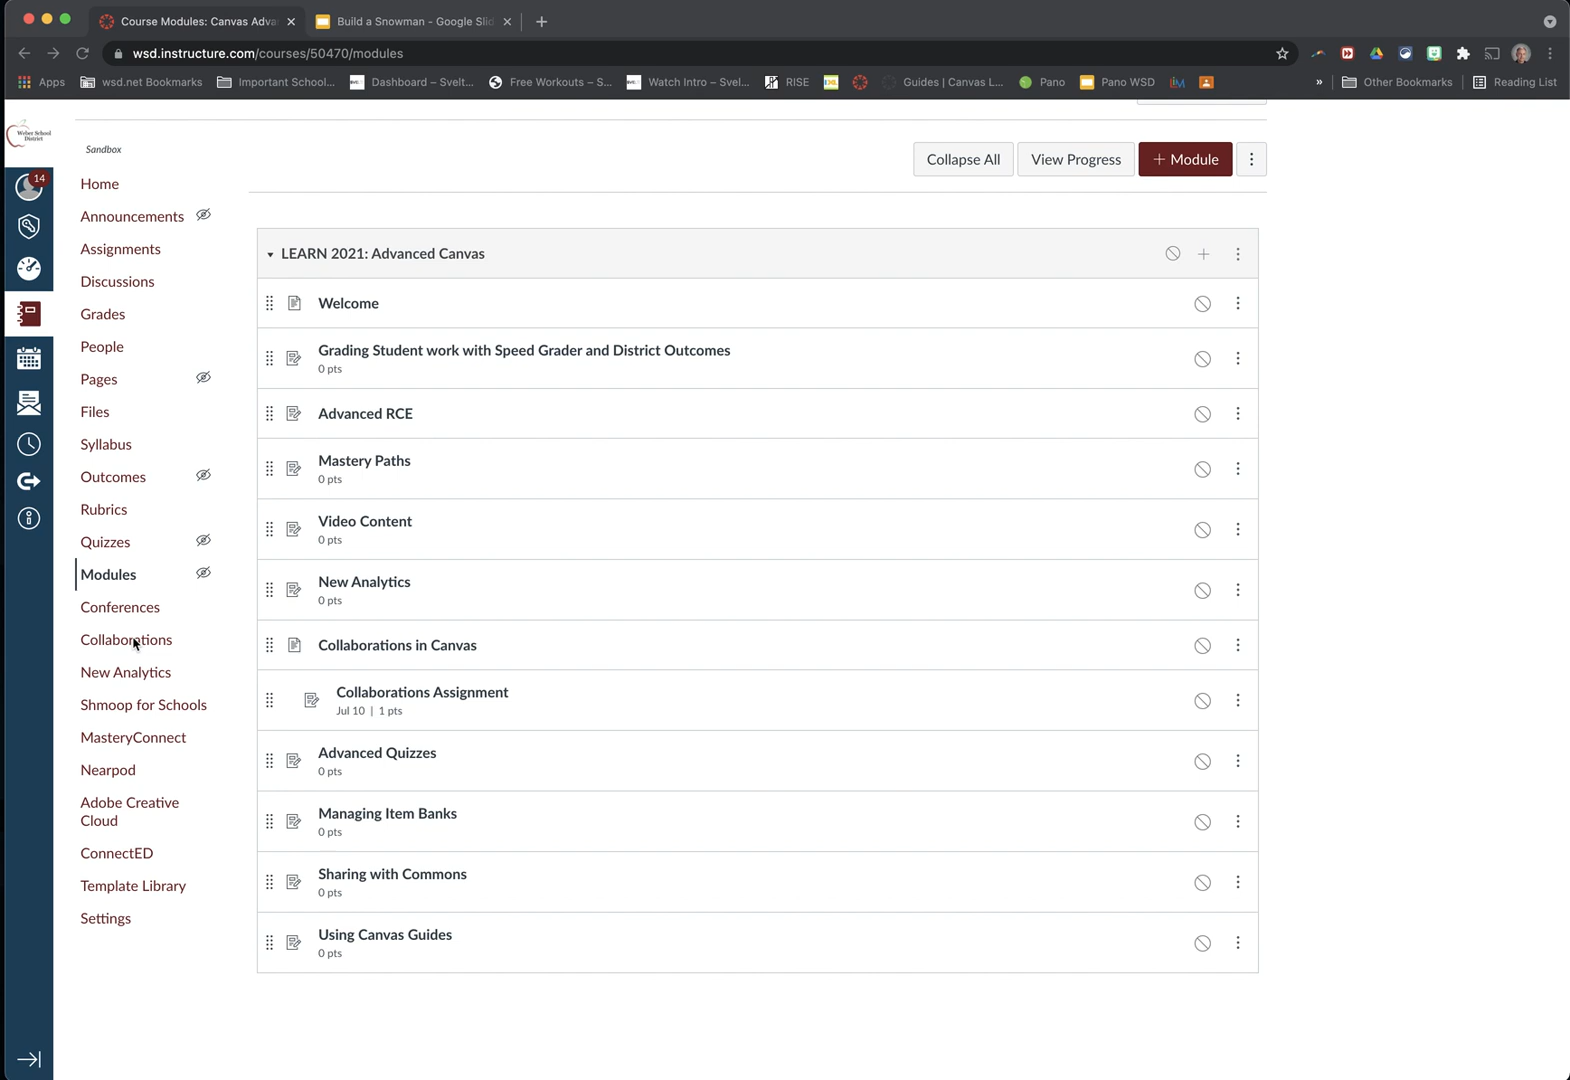 Course Modules: Canvas Adva
Build a Snowman - Google Slid
wsd.instructure.com/courses/50470/modules
Apps
wsd.net Bookmarks
Important School...
Dashboard – Svelt...
Free Workouts – S...
Watch Intro – Svel...
RISE
Guides | Canvas L...
Pano
Pano WSD
»
Other Bookmarks
Reading List
Weber School
District
14
Sandbox
Home
Announcements
Assignments
Discussions
Grades
People
Pages
Files
Syllabus
Outcomes
Rubrics
Quizzes
Modules
Conferences
Collaborations
New Analytics
Shmoop for Schools
MasteryConnect
Nearpod
Adobe Creative
Cloud
ConnectED
Template Library
Settings
Collapse All
View Progress
+ Module
LEARN 2021: Advanced Canvas
Welcome
Grading Student work with Speed Grader and District Outcomes
0 pts
Advanced RCE
Mastery Paths
0 pts
Video Content
0 pts
New Analytics
0 pts
Collaborations in Canvas
Collaborations Assignment
Jul 10 | 1 pts
Advanced Quizzes
0 pts
Managing Item Banks
0 pts
Sharing with Commons
0 pts
Using Canvas Guides
0 pts